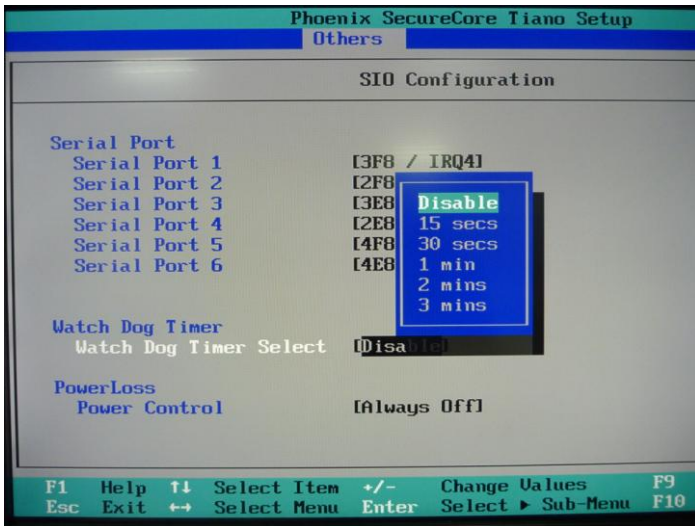 Phoenix SecureCore Tiano Setup
Others
SIO Configuration
Serial Port
Serial Port 1 [3F8 / IRQ4]
Serial Port 2 [2F8
Serial Port 3 [3E8
Serial Port 4 [2E8
Serial Port 5 [4F8
Serial Port 6 [4E8
Disable
15 secs
30 secs
1 min
2 mins
3 mins
Watch Dog Timer
Watch Dog Timer Select [Disable]
PowerLoss
Power Control [Always Off]
F1 Help ↑↓ Select Item +/- Change Values F9
Esc Exit ↔ Select Menu Enter Select ▶ Sub-Menu F10